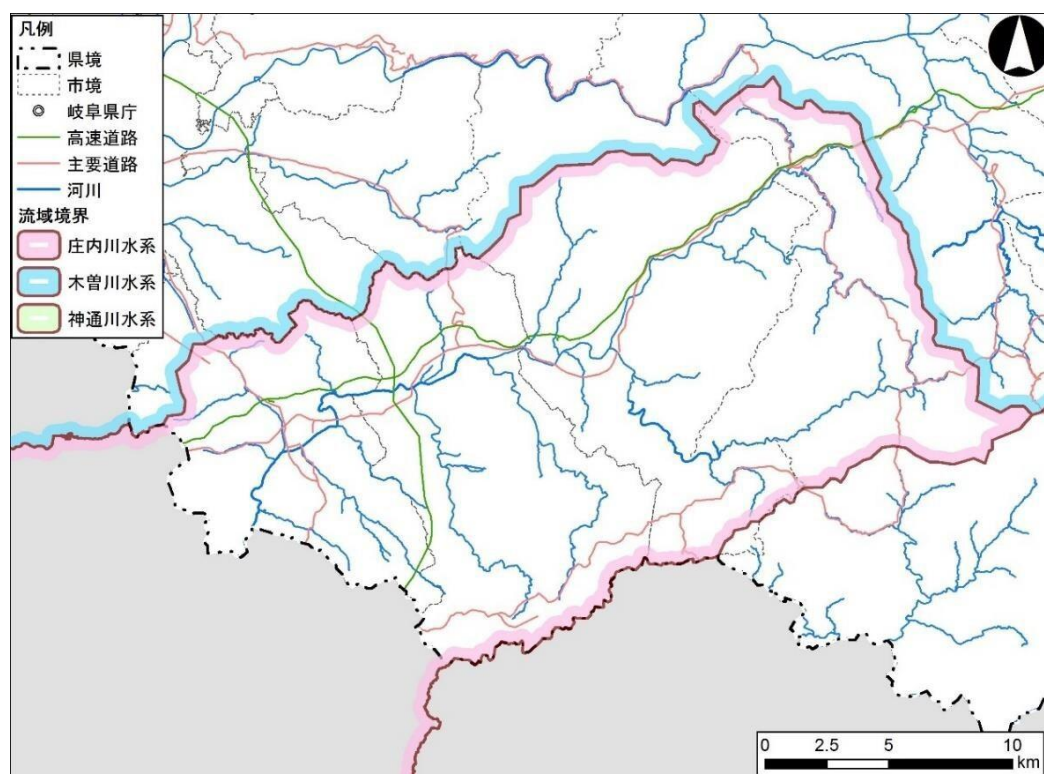 凡例
県境
市境
岐阜県庁
高速道路
主要道路
河川
流域境界
庄内川水系
木曽川水系
神通川水系
0 2.5 5 10
km